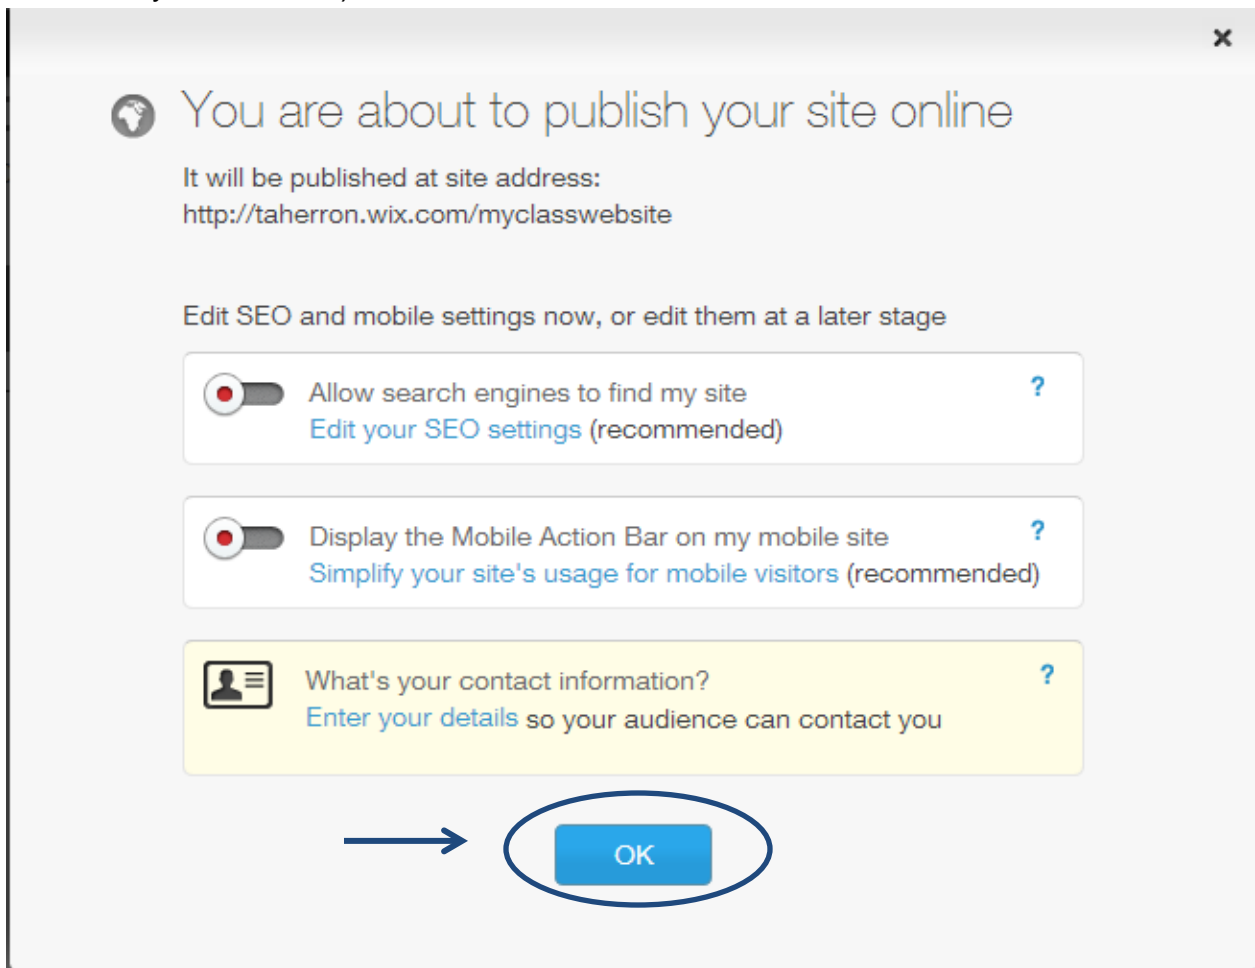 You are about to publish your site online
It will be published at site address:
http://taherron.wix.com/myclasswebsite
Edit SEO and mobile settings now, or edit them at a later stage
Allow search engines to find my site ?
Edit your SEO settings (recommended)
Display the Mobile Action Bar on my mobile site ?
Simplify your site's usage for mobile visitors (recommended)
What's your contact information? ?
Enter your details so your audience can contact you
OK